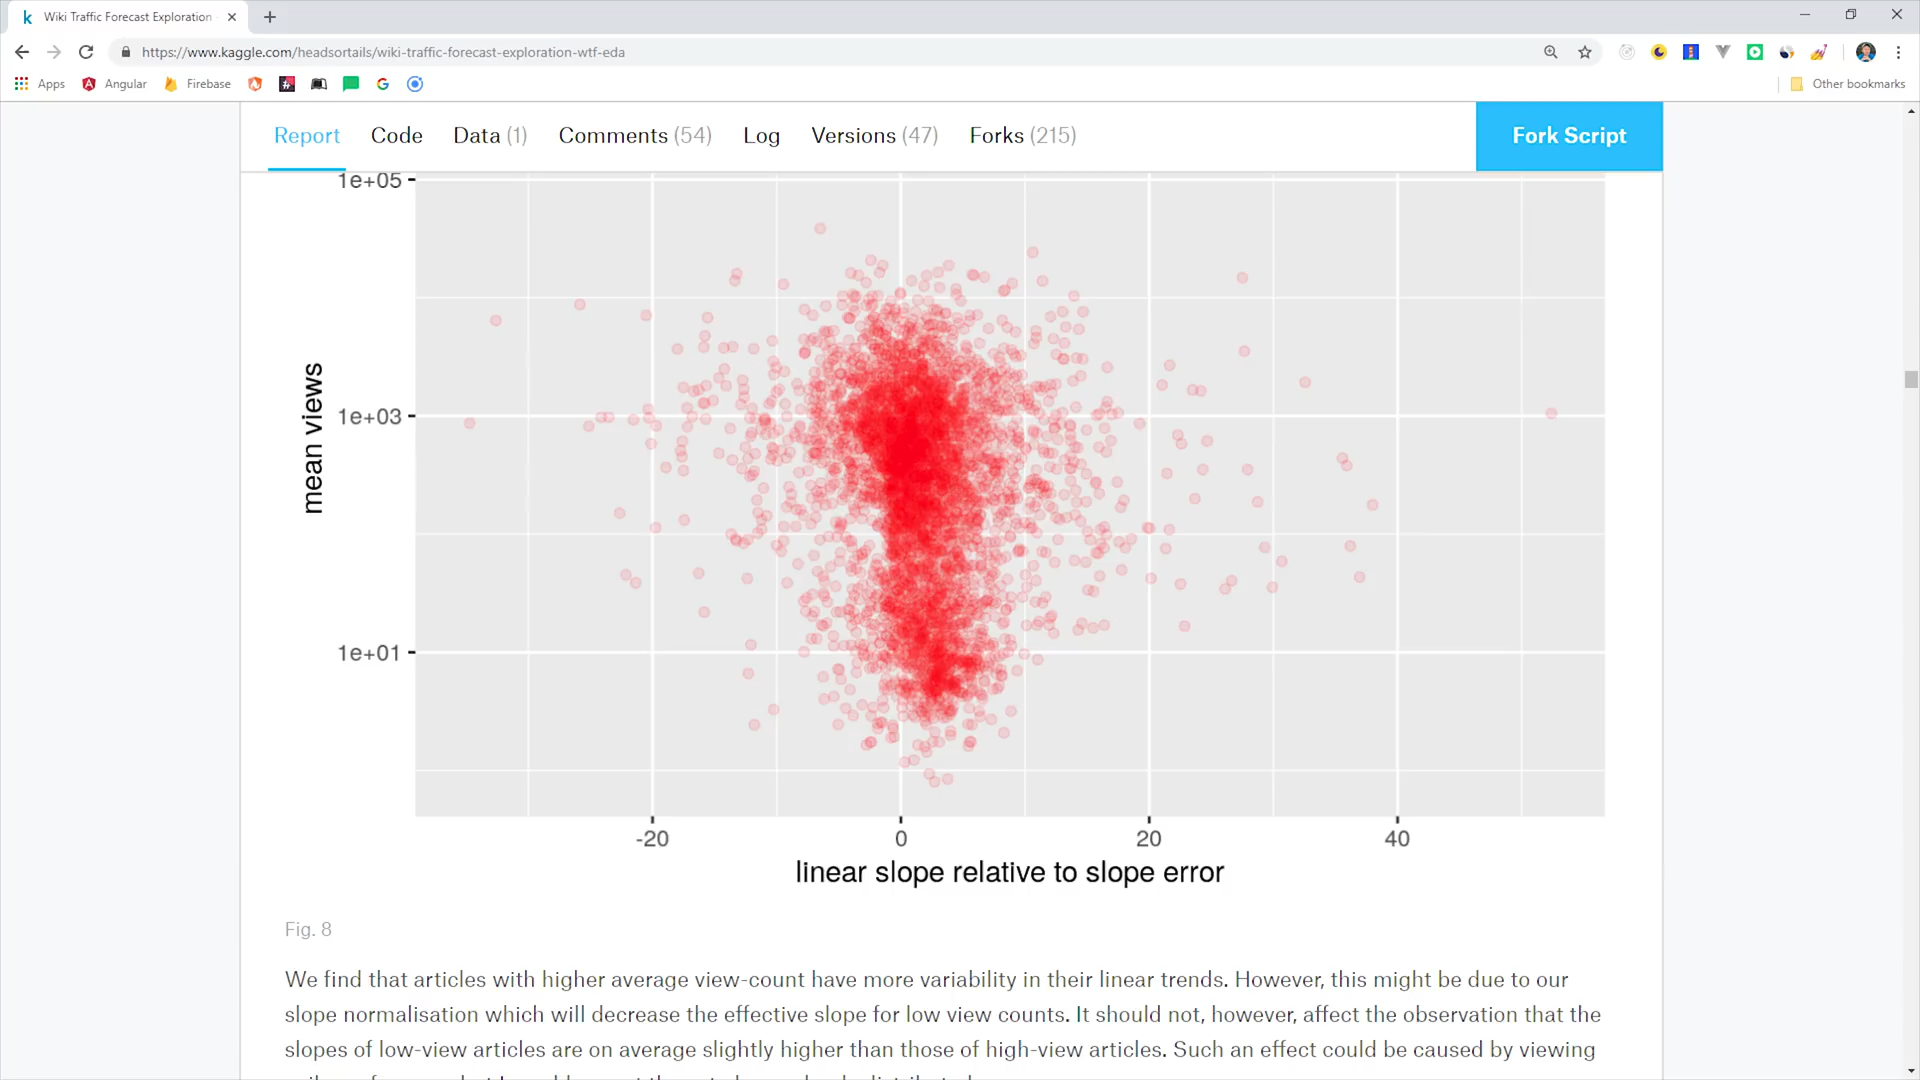 Wiki Traffic Forecast Exploration
https://www.kaggle.com/headsortails/wiki-traffic-forecast-exploration-wtf-eda
Apps Angular Firebase Other bookmarks
Report Code Data (1) Comments (54) Log Versions (47) Forks (215) Fork Script
1e+05
1e+03
1e+01
mean views
-20 0 20 40
linear slope relative to slope error
Fig. 8
We find that articles with higher average view-count have more variability in their linear trends. However, this might be due to our
slope normalisation which will decrease the effective slope for low view counts. It should not, however, affect the observation that the
slopes of low-view articles are on average slightly higher than those of high-view articles. Such an effect could be caused by viewing